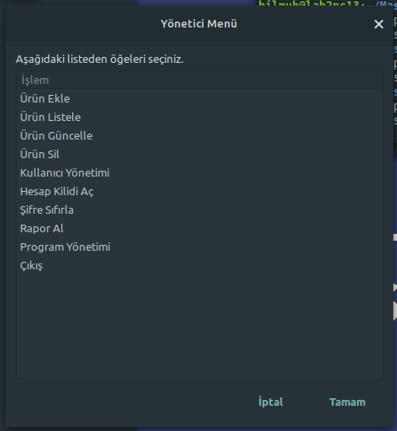 bilmuh@lab2pc13:~/Mas
Yönetici Menü
Aşağıdaki listeden öğeleri seçiniz.
İşlem
Ürün Ekle
Ürün Listele
Ürün Güncelle
Ürün Sil
Kullanıcı Yönetimi
Hesap Kilidi Aç
Şifre Sıfırla
Rapor Al
Program Yönetimi
Çıkış
İptal
Tamam